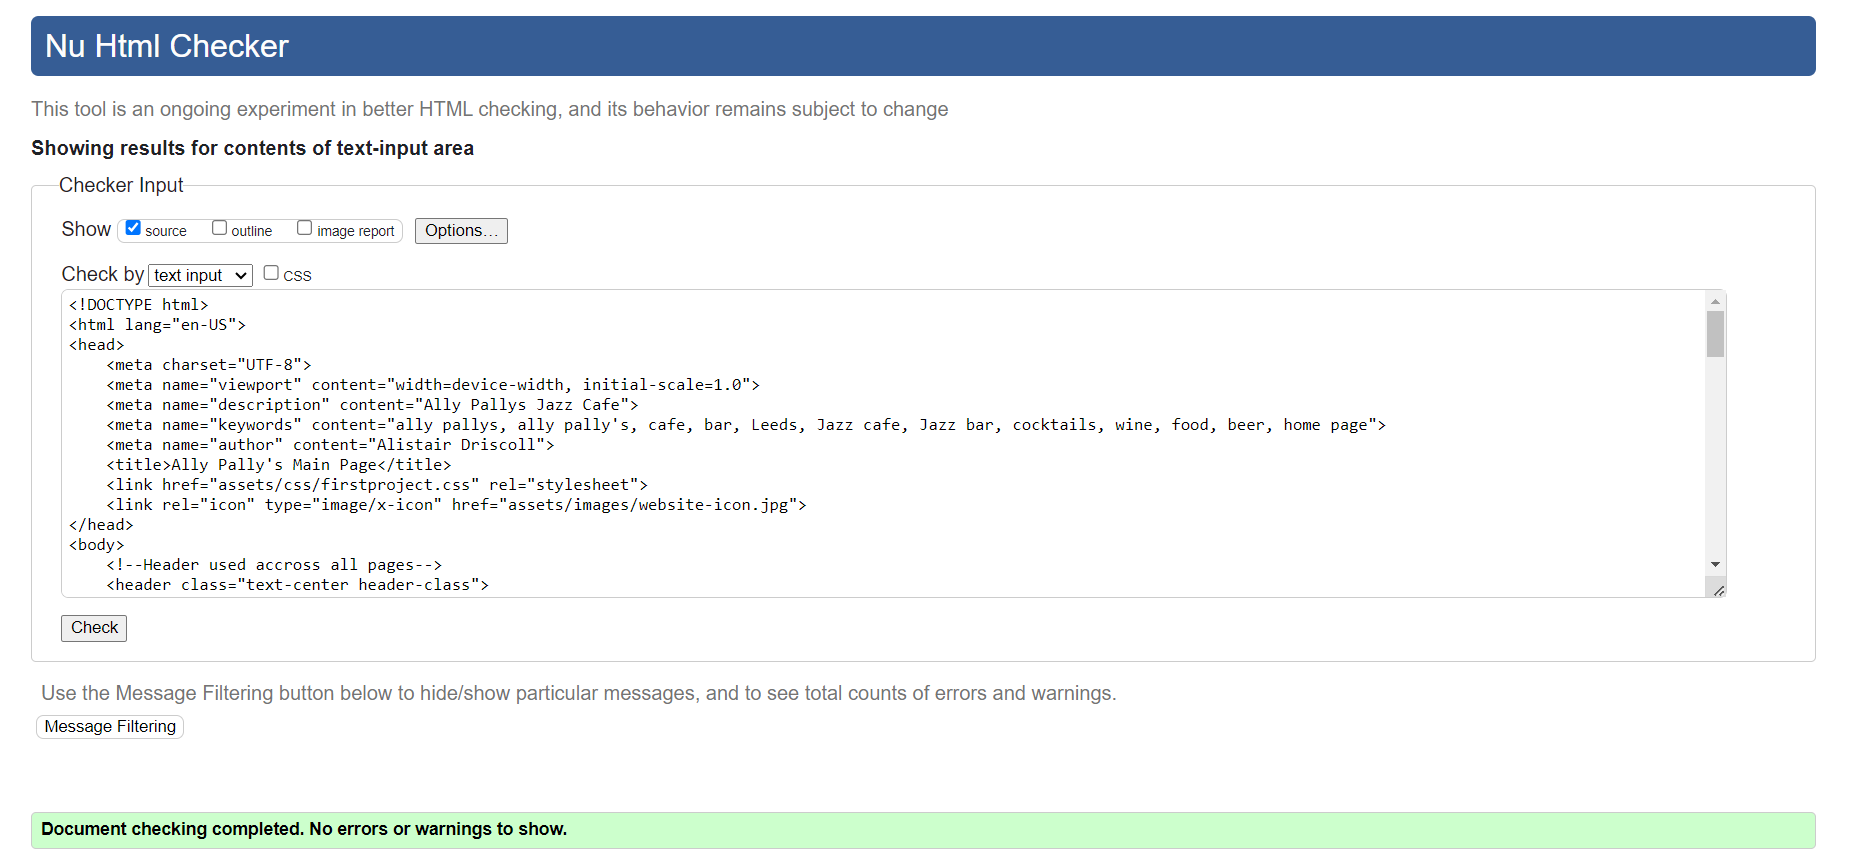 Nu Html Checker
This tool is an ongoing experiment in better HTML checking, and its behavior remains subject to change
Showing results for contents of text-input area
Checker Input
Show source outline image report Options...
Check by text input CSS
<!DOCTYPE html>
<html lang="en-US">
<head>
    <meta charset="UTF-8">
    <meta name="viewport" content="width=device-width, initial-scale=1.0">
    <meta name="description" content="Ally Pallys Jazz Cafe">
    <meta name="keywords" content="ally pallys, ally pally's, cafe, bar, Leeds, Jazz cafe, Jazz bar, cocktails, wine, food, beer, home page">
    <meta name="author" content="Alistair Driscoll">
    <title>Ally Pally's Main Page</title>
    <link href="assets/css/firstproject.css" rel="stylesheet">
    <link rel="icon" type="image/x-icon" href="assets/images/website-icon.jpg">
</head>
<body>
    <!--Header used accross all pages-->
    <header class="text-center header-class">
Check
Use the Message Filtering button below to hide/show particular messages, and to see total counts of errors and warnings.
Message Filtering
Document checking completed. No errors or warnings to show.